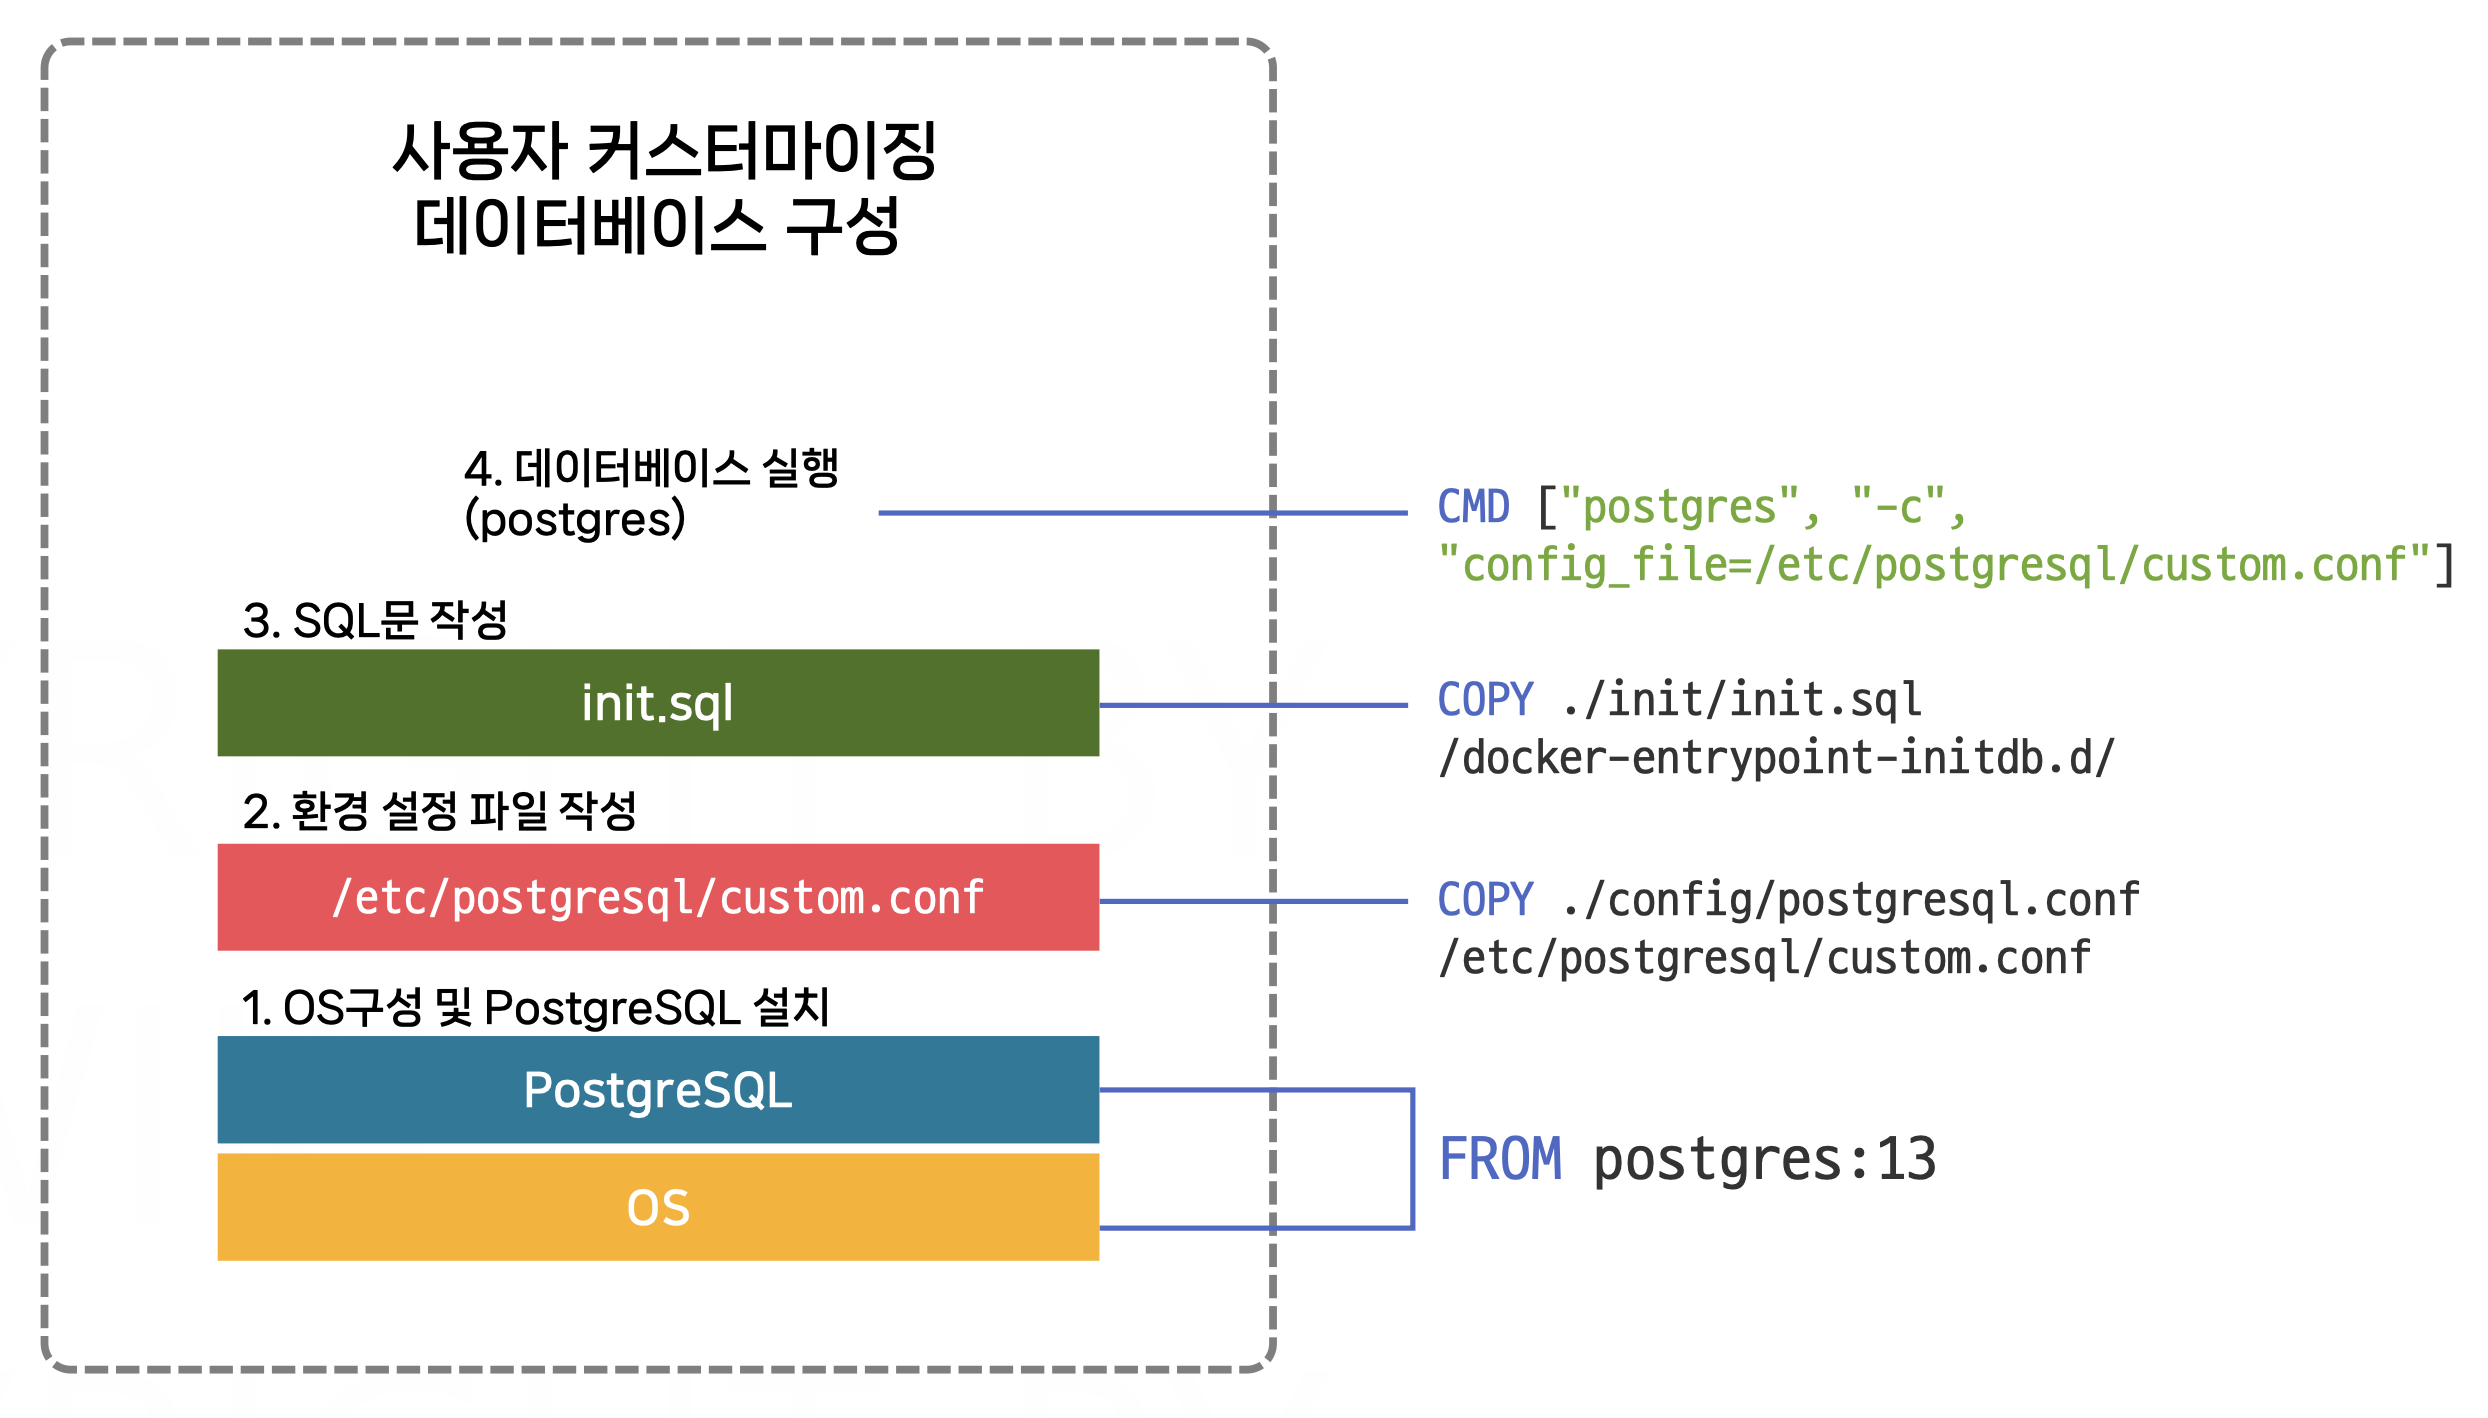 사용자 커스터마이징
데이터베이스 구성
4. 데이터베이스 실행
(postgres)
CMD ["postgres", "-c",
"config_file=/etc/postgresql/custom.conf"]
3. SQL문 작성
init.sql
COPY ./init/init.sql
/docker-entrypoint-initdb.d/
2. 환경 설정 파일 작성
/etc/postgresql/custom.conf
COPY ./config/postgresql.conf
/etc/postgresql/custom.conf
1. OS구성 및 PostgreSQL 설치
PostgreSQL
OS
FROM postgres:13